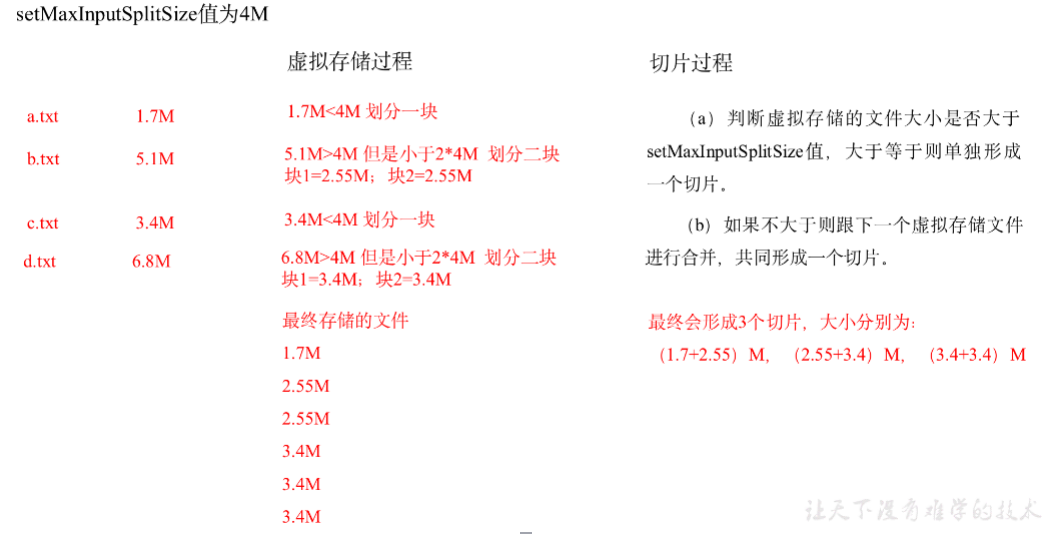 setMaxInputSplitSize值为4M
虚拟存储过程
切片过程
a.txt 1.7M 1.7M<4M 划分一块
b.txt 5.1M 5.1M>4M 但是小于2*4M 划分二块
块1=2.55M；块2=2.55M
c.txt 3.4M 3.4M<4M 划分一块
d.txt 6.8M 6.8M>4M 但是小于2*4M 划分二块
块1=3.4M；块2=3.4M
最终存储的文件
1.7M
2.55M
2.55M
3.4M
3.4M
3.4M
（a）判断虚拟存储的文件大小是否大于
setMaxInputSplitSize值，大于等于则单独形成
一个切片。
（b）如果不大于则跟下一个虚拟存储文件
进行合并，共同形成一个切片。
最终会形成3个切片，大小分别为：
（1.7+2.55）M，（2.55+3.4）M，（3.4+3.4）M
让天下没有难学的技术